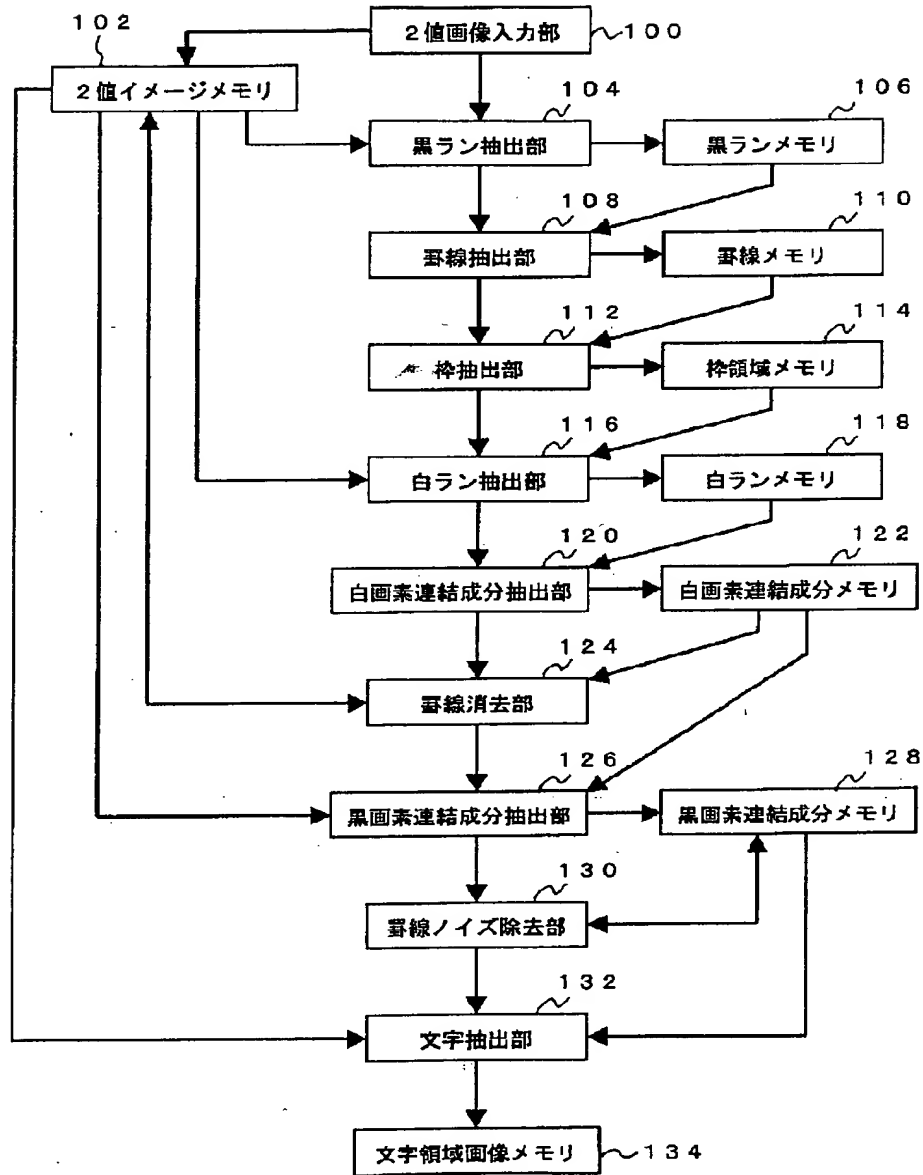 102
2値画像入力部
100
2値イメージメモリ
104
106
黒ラン抽出部
黒ランメモリ
108
110
罫線抽出部
罫線メモリ
112
114
枠抽出部
枠領域メモリ
116
118
白ラン抽出部
白ランメモリ
120
122
白画素連結成分抽出部
白画素連結成分メモリ
124
罫線消去部
126
128
黒画素連結成分抽出部
黒画素連結成分メモリ
130
罫線ノイズ除去部
132
文字抽出部
文字領域画像メモリ
134